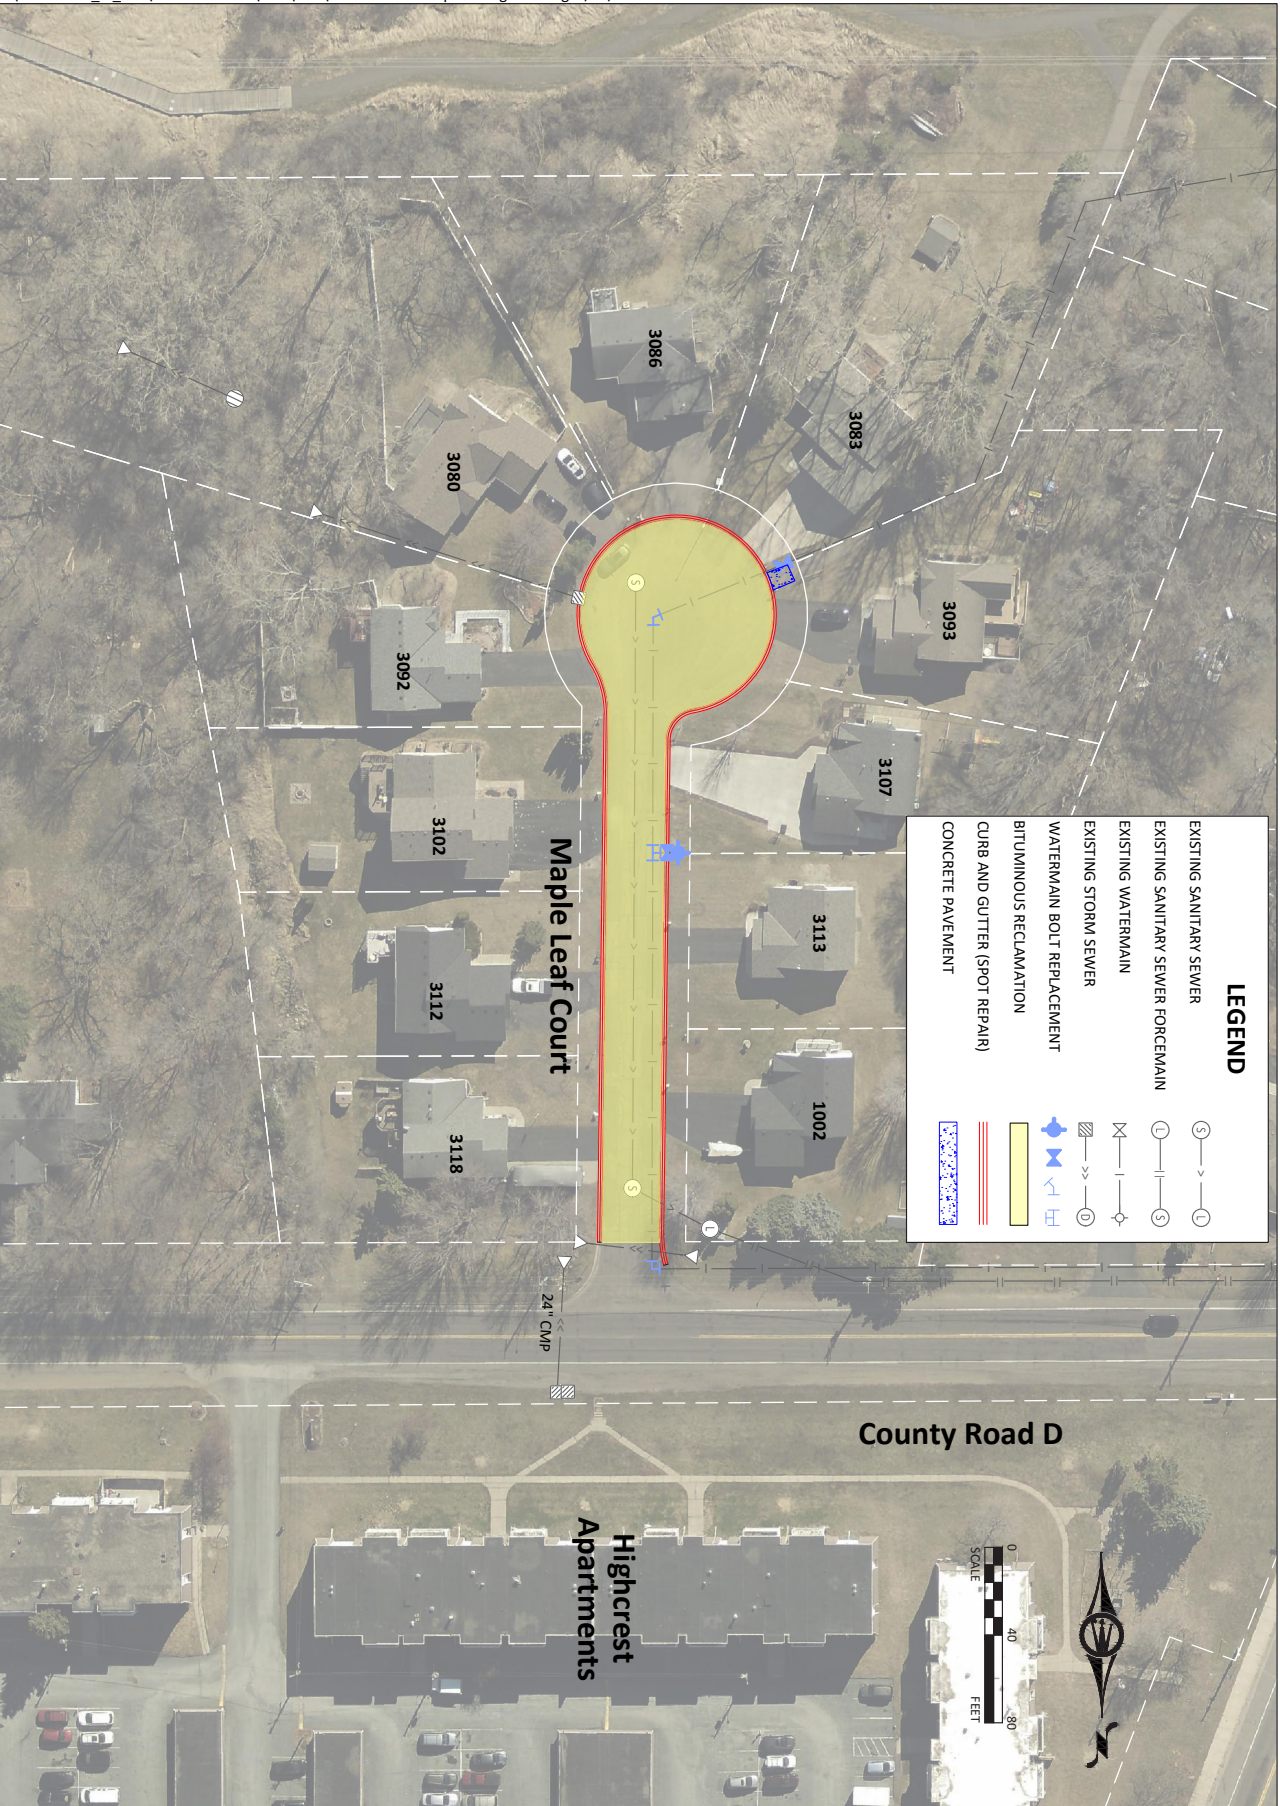 LEGEND
EXISTING SANITARY SEWER
S > L
EXISTING SANITARY SEWER FORCEMAIN
L II S
EXISTING WATERMAIN
I
EXISTING STORM SEWER
>> D
WATERMAIN BOLT REPLACEMENT
BITUMINOUS RECLAMATION
CURB AND GUTTER (SPOT REPAIR)
CONCRETE PAVEMENT
3086
3083
3080
3093
3092
3107
3102
3113
3112
1002
3118
Maple Leaf Court
S
S
L
24" CMP
County Road D
Highcrest
Apartments
0
40
80
SCALE
FEET